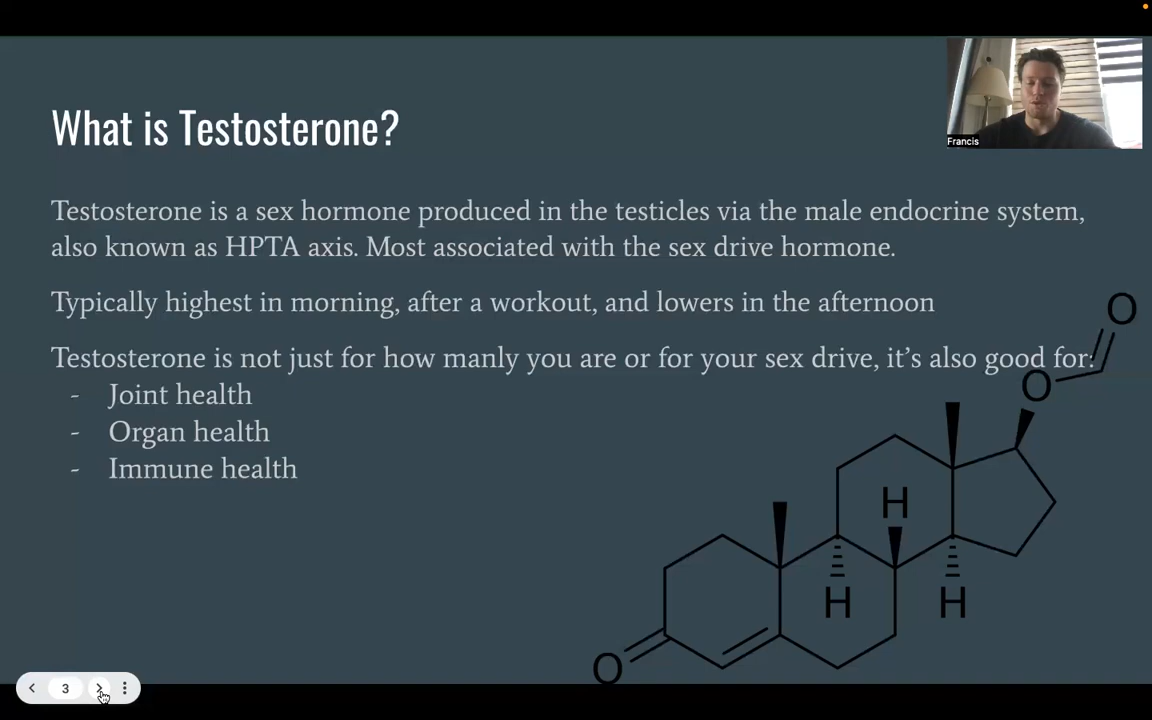 What is Testosterone?
Francis
Testosterone is a sex hormone produced in the testicles via the male endocrine system,
also known as HPTA axis. Most associated with the sex drive hormone.
Typically highest in morning, after a workout, and lowers in the afternoon
Testosterone is not just for how manly you are or for your sex drive, it’s also good for:
- Joint health
- Organ health
- Immune health
O
O
H
H H
O
3